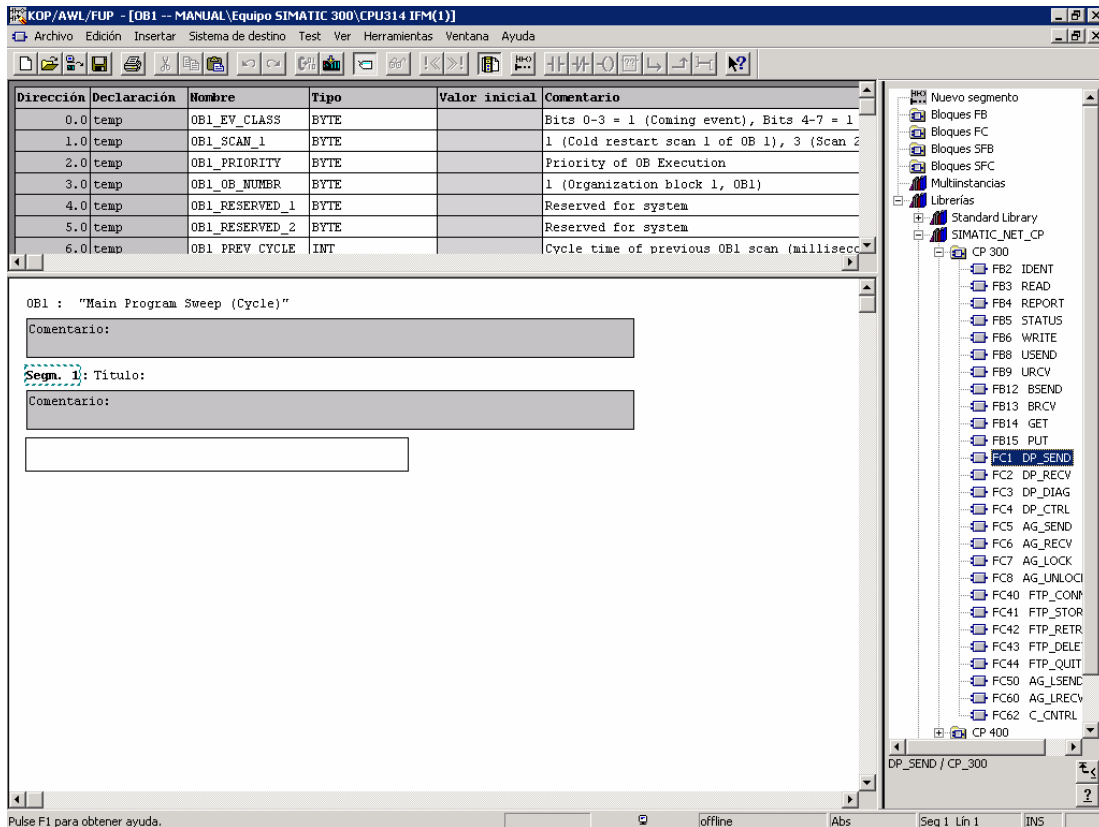 KOP/AWL/FUP - [OB1 -- MANUAL\Equipo SIMATIC 300\CPU314 IFM(1)]
Archivo Edición Insertar Sistema de destino Test Ver Herramientas Ventana Ayuda
Dirección Declaración Nombre Tipo Valor inicial Comentario
0.0 temp OB1_EV_CLASS BYTE Bits 0-3 = 1 (Coming event), Bits 4-7 = 1
1.0 temp OB1_SCAN_1 BYTE 1 (Cold restart scan 1 of OB 1), 3 (Scan 2
2.0 temp OB1_PRIORITY BYTE Priority of OB Execution
3.0 temp OB1_OB_NUMBR BYTE 1 (Organization block 1, OB1)
4.0 temp OB1_RESERVED_1 BYTE Reserved for system
5.0 temp OB1_RESERVED_2 BYTE Reserved for system
6.0 temp OB1_PREV_CYCLE INT Cycle time of previous OB1 scan (millisecc
OB1 : "Main Program Sweep (Cycle)"
Comentario:
Segm. 1: Título:
Comentario:
Nuevo segmento
Bloques FB
Bloques FC
Bloques SFB
Bloques SFC
Multiinstancias
Librerías
Standard Library
SIMATIC_NET_CP
CP 300
FB2 IDENT
FB3 READ
FB4 REPORT
FB5 STATUS
FB6 WRITE
FB8 USEND
FB9 URCV
FB12 BSEND
FB13 BRCV
FB14 GET
FB15 PUT
FC1 DP_SEND
FC2 DP_RECV
FC3 DP_DIAG
FC4 DP_CTRL
FC5 AG_SEND
FC6 AG_RECV
FC7 AG_LOCK
FC8 AG_UNLOC
FC40 FTP_CONN
FC41 FTP_STOR
FC42 FTP_RETR
FC43 FTP_DELE
FC44 FTP_QUIT
FC50 AG_LSEND
FC60 AG_LRECV
FC62 C_CNTRL
CP 400
DP_SEND / CP_300
Pulse F1 para obtener ayuda. offline Abs Seg 1 Lín 1 INS